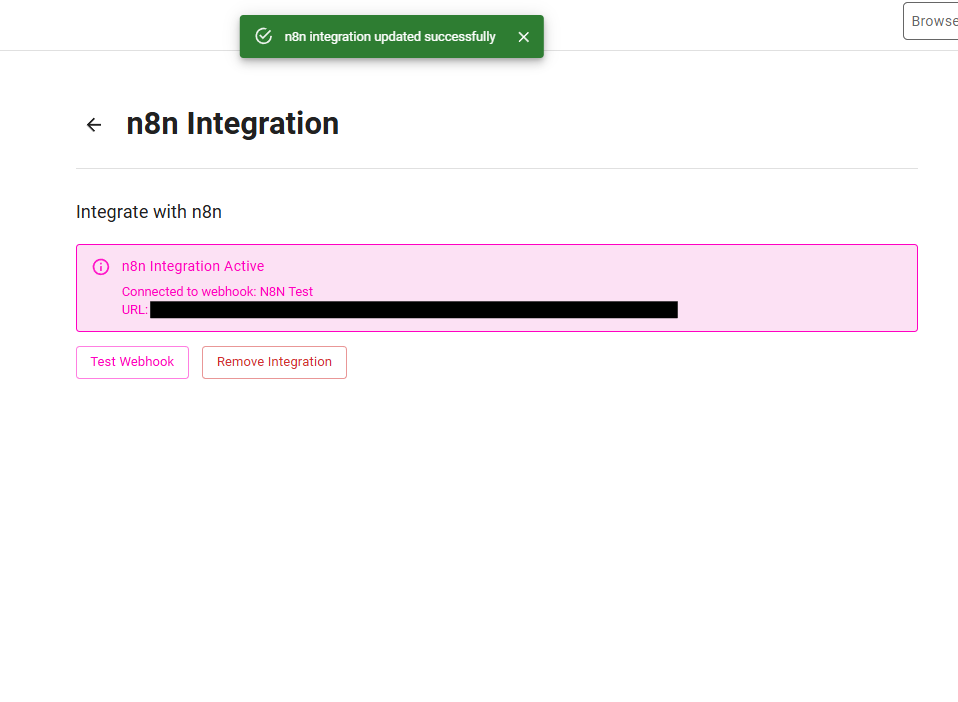 n8n integration updated successfully
Browse
n8n Integration
Integrate with n8n
n8n Integration Active
Connected to webhook: N8N Test
URL:
Test Webhook
Remove Integration